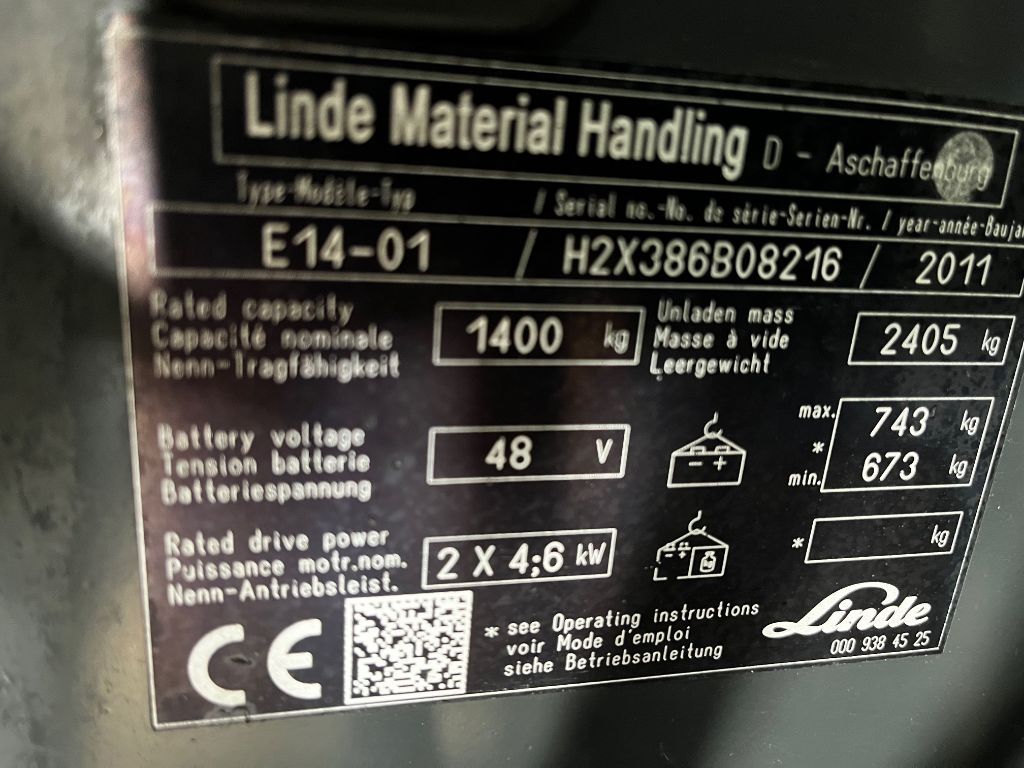 Linde Material Handling D - Aschaffenburg
Type-Modèle-Typ / Serial no.-No. de série-Serien-Nr. / year-année-Baujah
E14-01 / H2X386B08216 / 2011
Rated capacity
Capacité nominale
Nenn-Tragfähigkeit
1400 kg
Unladen mass
Masse à vide
Leergewicht
2405 kg
Battery voltage
Tension batterie
Batteriespannung
48 V
- +
max. 743 kg
*
min. 673 kg
Rated drive power
Puissance motr.nom.
Nenn-Antriebsleist.
2 X 4;6 kW
- +
kg
* kg
CE
* see Operating instructions
voir Mode d'emploi
siehe Betriebsanleitung
Linde
000 938 45 25